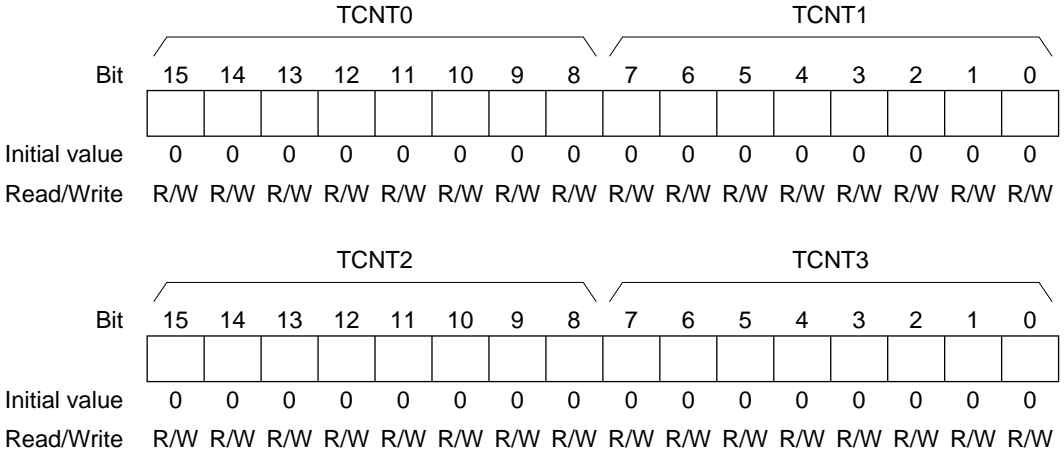 TCNT0 TCNT1
Bit 15 14 13 12 11 10 9 8 7 6 5 4 3 2 1 0
Initial value 0 0 0 0 0 0 0 0 0 0 0 0 0 0 0 0
Read/Write R/W R/W R/W R/W R/W R/W R/W R/W R/W R/W R/W R/W R/W R/W R/W R/W
TCNT2 TCNT3
Bit 15 14 13 12 11 10 9 8 7 6 5 4 3 2 1 0
Initial value 0 0 0 0 0 0 0 0 0 0 0 0 0 0 0 0
Read/Write R/W R/W R/W R/W R/W R/W R/W R/W R/W R/W R/W R/W R/W R/W R/W R/W